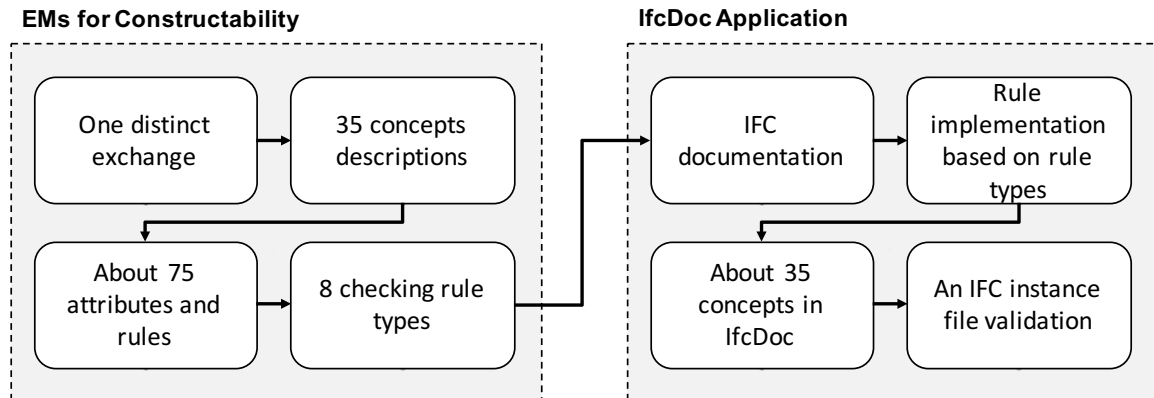 EMs for Constructability
One distinct
exchange
35 concepts
descriptions
About 75
attributes and
rules
8 checking rule
types
IfcDoc Application
IFC
documentation
Rule
implementation
based on rule
types
About 35
concepts in
IfcDoc
An IFC instance
file validation